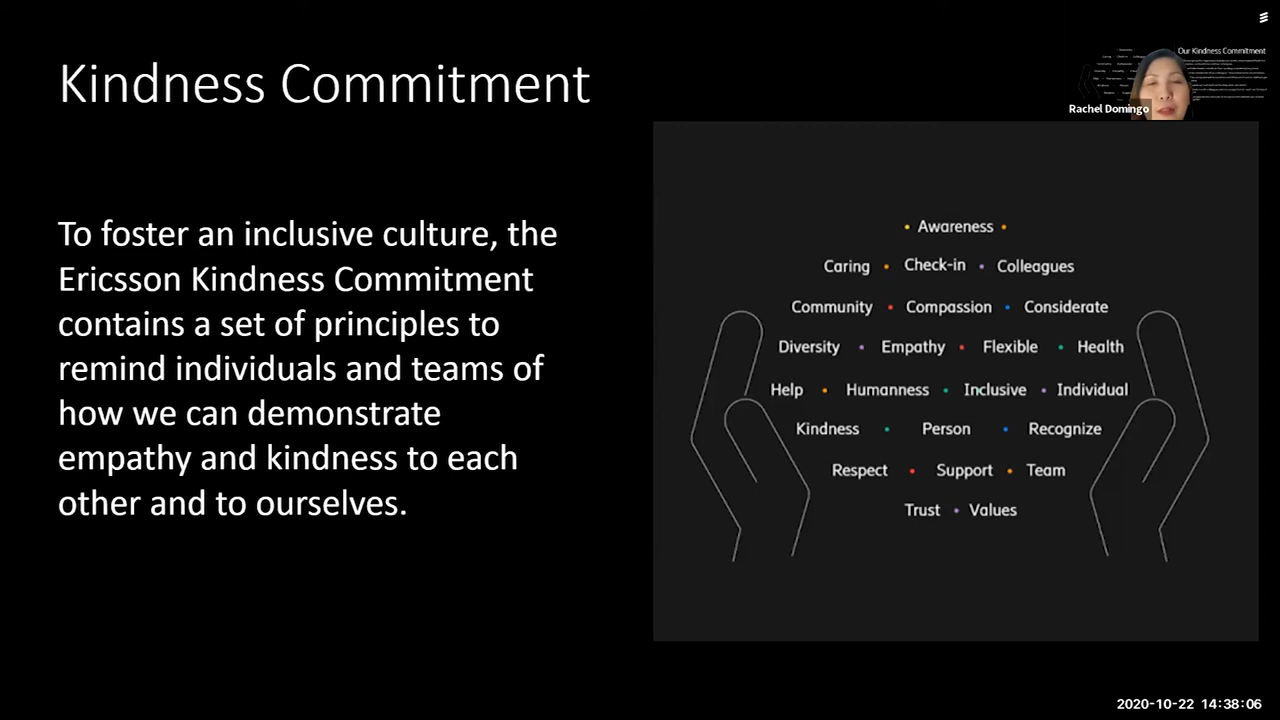 Kindness Commitment
Our Kindness Commitment
Rachel Domingo
To foster an inclusive culture, the
Ericsson Kindness Commitment
contains a set of principles to
remind individuals and teams of
how we can demonstrate
empathy and kindness to each
other and to ourselves.
• Awareness •
Caring • Check-in • Colleagues
Community • Compassion • Considerate
Diversity • Empathy • Flexible • Health
Help • Humanness • Inclusive • Individual
Kindness • Person • Recognize
Respect • Support • Team
Trust • Values
2020-10-22 14:38:06